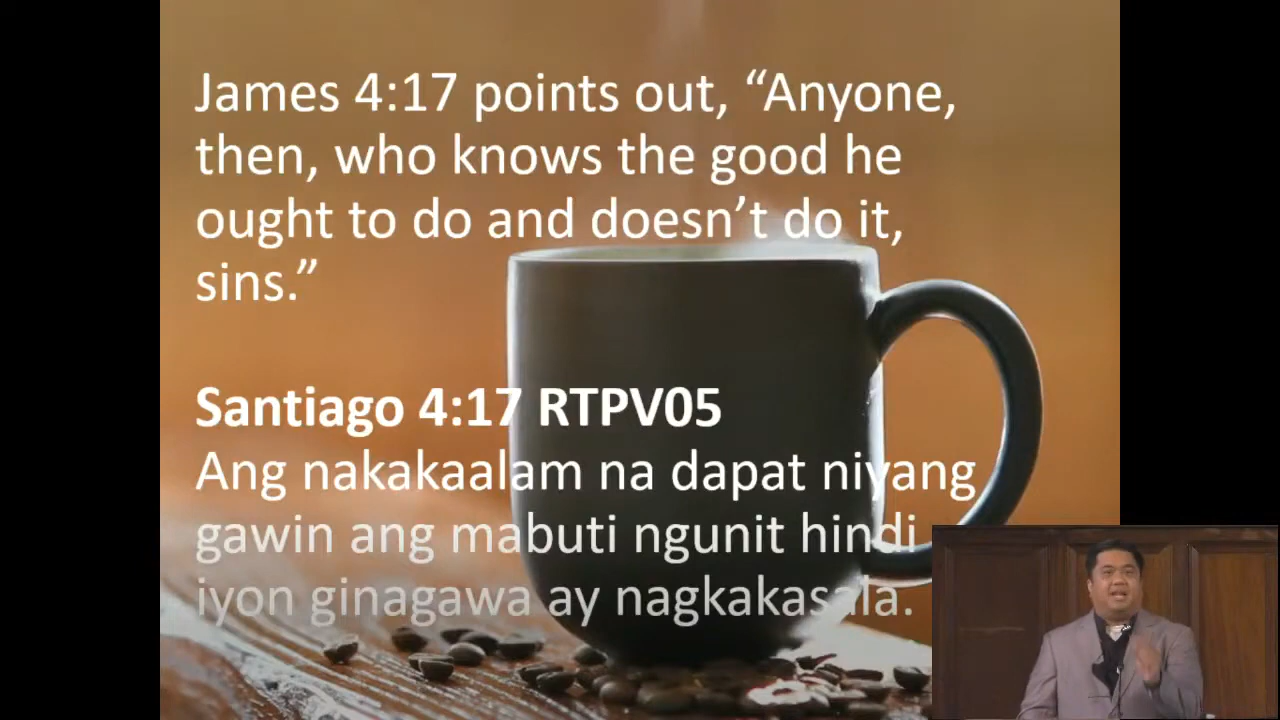 James 4:17 points out, “Anyone,
then, who knows the good he
ought to do and doesn’t do it,
sins.”
Santiago 4:17 RTPV05
Ang nakakaalam na dapat niyang
gawin ang mabuti ngunit hindi
iyon ginagawa ay nagkakasala.